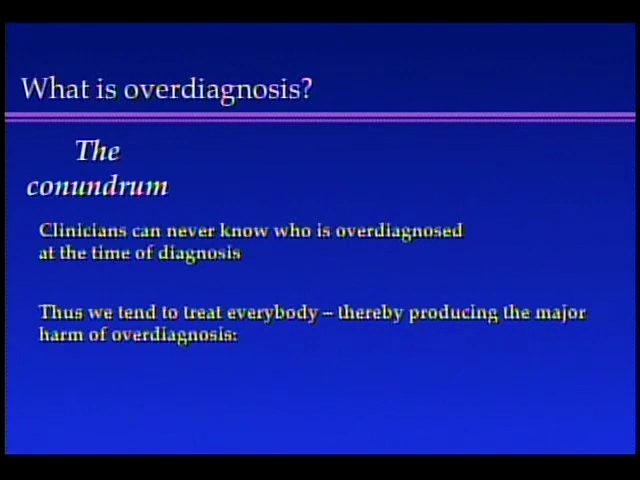 What is overdiagnosis?
The
conundrum
Clinicians can never know who is overdiagnosed
at the time of diagnosis
Thus we tend to treat everybody – thereby producing the major
harm of overdiagnosis: